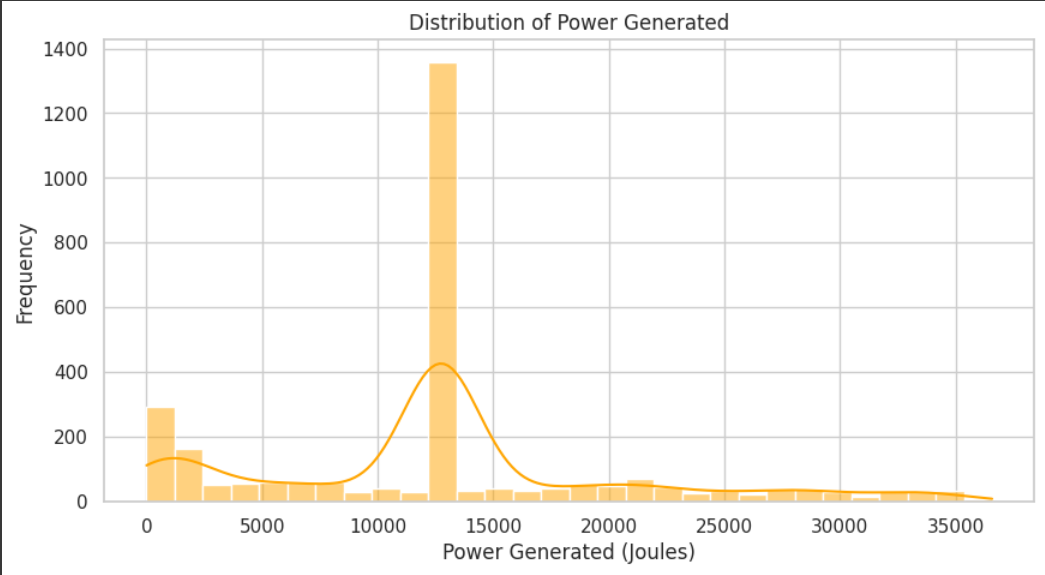 Distribution of Power Generated
1400
1200
1000
800
600
400
200
0
Frequency
0 5000 10000 15000 20000 25000 30000 35000
Power Generated (Joules)